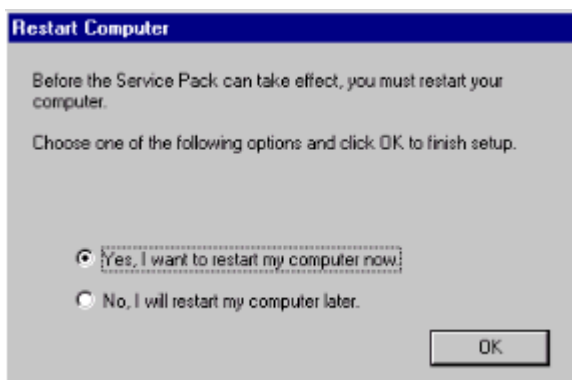 Restart Computer
Before the Service Pack can take effect, you must restart your
computer.
Choose one of the following options and click OK to finish setup.
Yes, I want to restart my computer now.
No, I will restart my computer later.
OK